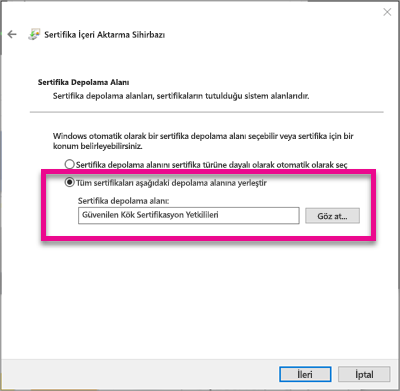 Sertifika İçeri Aktarma Sihirbazı
Sertifika Depolama Alanı
Sertifika depolama alanları, sertifikaların tutulduğu sistem alanlarıdır.
Windows otomatik olarak bir sertifika depolama alanı seçebilir veya sertifika için bir
konum belirleyebilirsiniz.
Sertifika depolama alanını sertifika türüne dayalı olarak otomatik olarak seç
Tüm sertifikaları aşağıdaki depolama alanına yerleştir
Sertifika depolama alanı:
Güvenilen Kök Sertifikasyon Yetkilileri
Göz at...
İleri
İptal